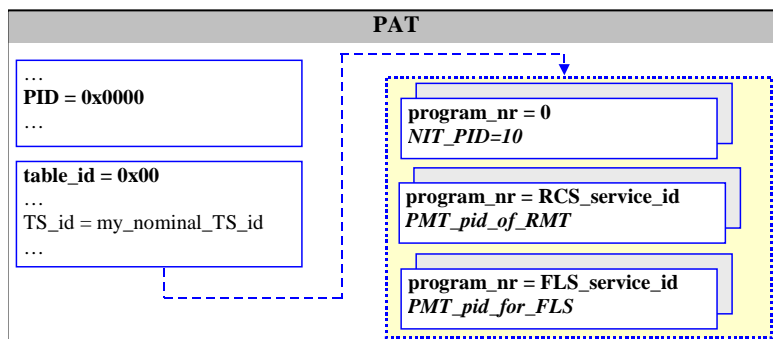 PAT
…
PID = 0x0000
…
table_id = 0x00
…
TS_id = my_nominal_TS_id
…
program_nr = 0
NIT_PID=10
program_nr = RCS_service_id
PMT_pid_of_RMT
program_nr = FLS_service_id
PMT_pid_for_FLS